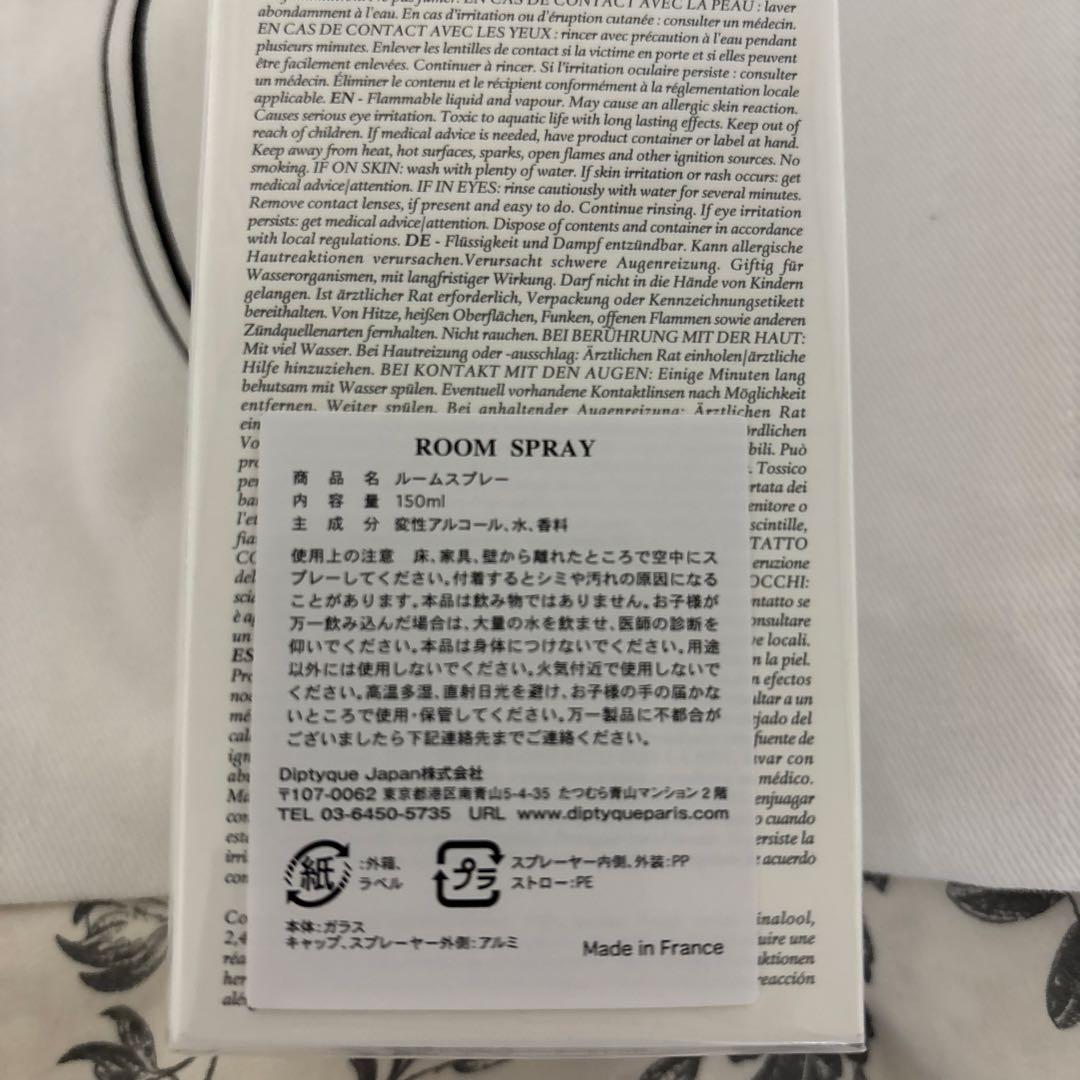 EN CAS DE CONTACT AVEC LA PEAU : laver
abondamment à l'eau. En cas d'irritation ou d'éruption cutanée : consulter un médecin.
EN CAS DE CONTACT AVEC LES YEUX : rincer avec précaution à l'eau pendant
plusieurs minutes. Enlever les lentilles de contact si la victime en porte et si elles peuvent
être facilement enlevées. Continuer à rincer. Si l'irritation oculaire persiste : consulter
un médecin. Éliminer le contenu et le récipient conformément à la réglementation locale
applicable. EN - Flammable liquid and vapour. May cause an allergic skin reaction.
Causes serious eye irritation. Toxic to aquatic life with long lasting effects. Keep out of
reach of children. If medical advice is needed, have product container or label at hand.
Keep away from heat, hot surfaces, sparks, open flames and other ignition sources. No
smoking. IF ON SKIN: wash with plenty of water. If skin irritation or rash occurs: get
medical advice/attention. IF IN EYES: rinse cautiously with water for several minutes.
Remove contact lenses, if present and easy to do. Continue rinsing. If eye irritation
persists: get medical advice/attention. Dispose of contents and container in accordance
with local regulations. DE - Flüssigkeit und Dampf entzündbar. Kann allergische
Hautreaktionen verursachen.Verursacht schwere Augenreizung. Giftig für
Wasserorganismen, mit langfristiger Wirkung. Darf nicht in die Hände von Kindern
gelangen. Ist ärztlicher Rat erforderlich, Verpackung oder Kennzeichnungsetikett
bereithalten. Von Hitze, heißen Oberflächen, Funken, offenen Flammen sowie anderen
Zündquellenarten fernhalten. Nicht rauchen. BEI BERÜHRUNG MIT DER HAUT:
Mit viel Wasser. Bei Hautreizung oder -ausschlag: Ärztlichen Rat einholen/ärztliche
Hilfe hinzuziehen. BEI KONTAKT MIT DEN AUGEN: Einige Minuten lang
behutsam mit Wasser spülen. Eventuell vorhandene Kontaktlinsen nach Möglichkeit
entfernen. Weiter spülen. Bei anhaltender Augenreizung: Ärztlichen Rat
ROOM SPRAY
商品名 ルームスプレー
内容量 150ml
主成分 変性アルコール、水、香料
使用上の注意 床、家具、壁から離れたところで空中にス
プレーしてください。付着するとシミや汚れの原因になる
ことがあります。本品は飲み物ではありません。お子様が
万一飲み込んだ場合は、大量の水を飲ませ、医師の診断を
仰いでください。本品は身体につけないでください。用途
以外には使用しないでください。火気付近で使用しないで
ください。高温多湿、直射日光を避け、お子様の手の届かな
いところで使用・保管してください。万一製品に不都合が
ございましたら下記連絡先までご連絡ください。
Diptyque Japan株式会社
〒107-0062 東京都港区南青山5-4-35 たつむら青山マンション2階
TEL 03-6450-5735 URL www.diptyqueparis.com
紙 :外箱、
ラベル
プラ スプレーヤー内側、外装:PP
ストロー:PE
本体:ガラス
キャップ、スプレーヤー外側:アルミ
Made in France